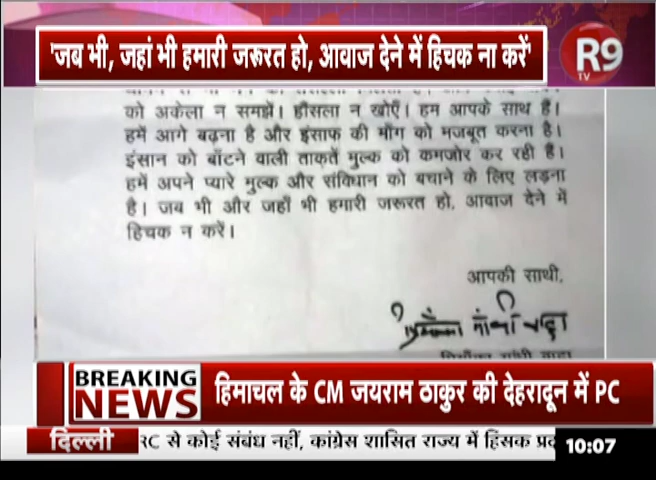 'जब भी, जहां भी हमारी जरूरत हो, आवाज देने में हिचक ना करें'
R9
TV
को अकेला न समझें। हौसला न खोएँ। हम आपके साथ हैं।
हमें आगे बढ़ना है और इंसाफ की माँग को मजबूत करना है।
इंसान को बाँटने वाली ताक़तें मुल्क को कमजोर कर रही हैं।
हमें अपने प्यारे मुल्क और संविधान को बचाने के लिए लड़ना
है। जब भी और जहाँ भी हमारी जरूरत हो, आवाज देने में
हिचक न करें।
आपकी साथी,
BREAKING
NEWS
हिमाचल के CM जयराम ठाकुर की देहरादून में PC
दिल्ली
RC से कोई संबंध नहीं, कांग्रेस शासित राज्य में हिंसक
10:07